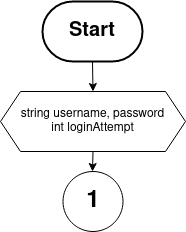 Start
string username, password
int loginAttempt
1